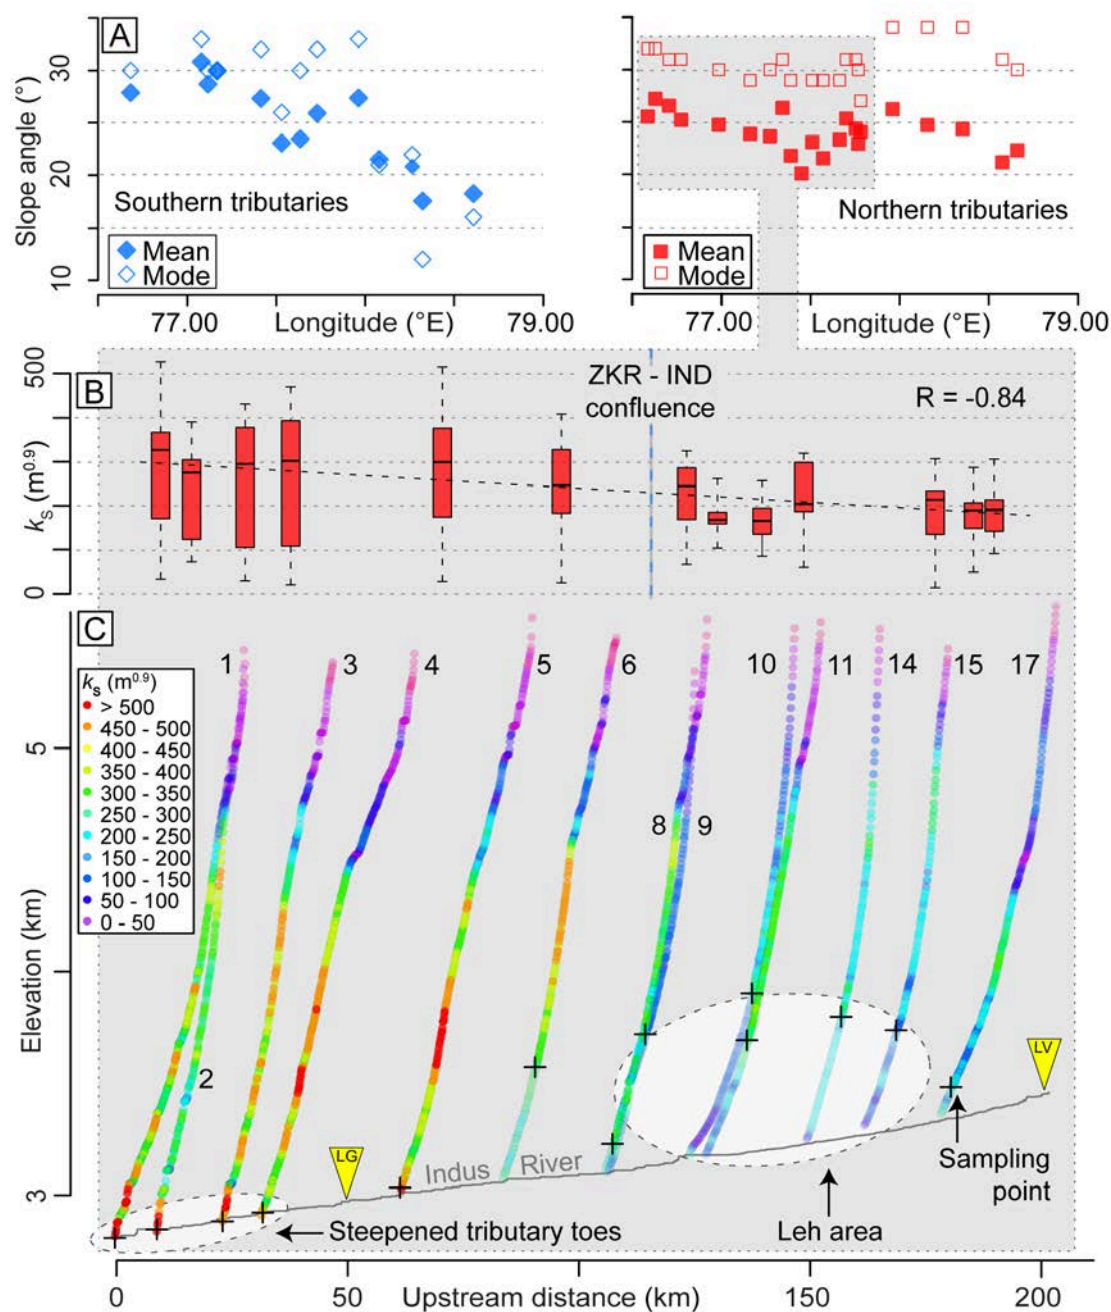 A
Slope angle (°)
30
20
10
Southern tributaries
Mean
Mode
77.00
Longitude (°E)
79.00
Northern tributaries
Mean
Mode
77.00
Longitude (°E)
79.00
B
500
0
ks (m0.9)
ZKR - IND
confluence
R = -0.84
C
ks (m0.9)
> 500
450 - 500
400 - 450
350 - 400
300 - 350
250 - 300
200 - 250
150 - 200
100 - 150
50 - 100
0 - 50
Elevation (km)
5
3
1
2
3
4
5
6
8
9
10
11
14
15
17
LG
LV
Indus River
Steepened tributary toes
Leh area
Sampling
point
0
50
Upstream distance (km)
150
200